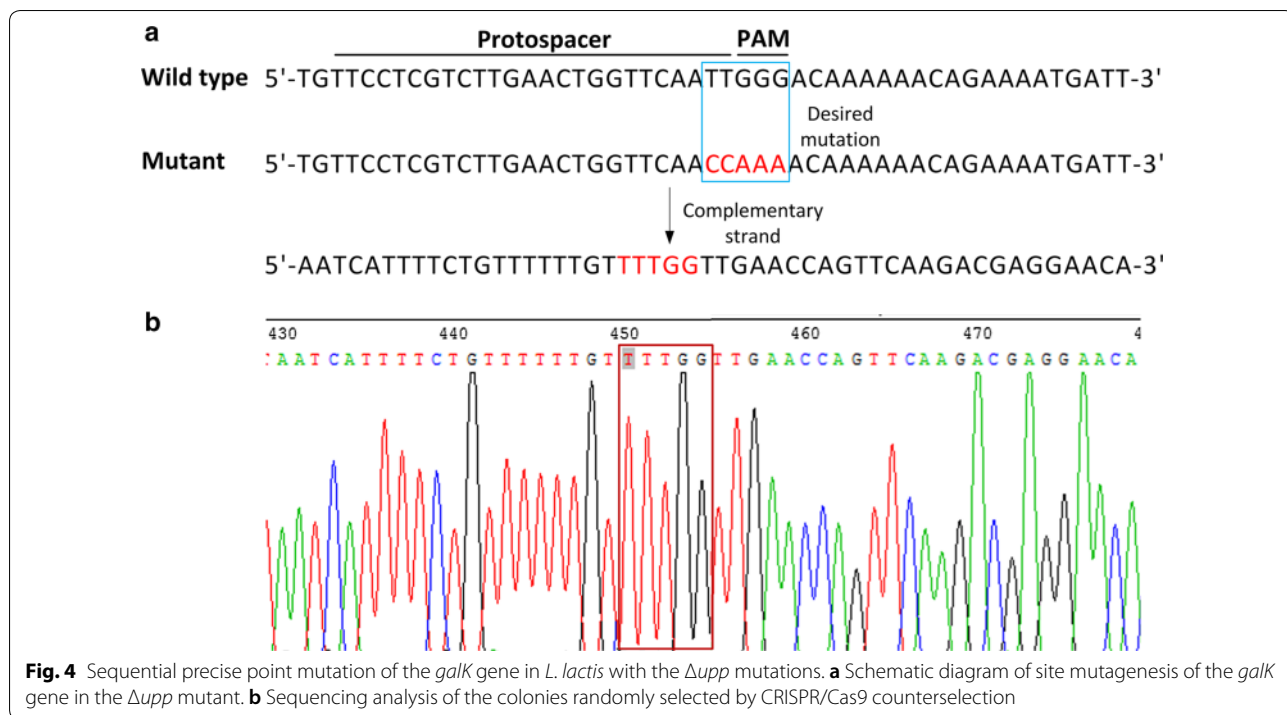 a
Protospacer PAM
Wild type 5'-TGTTCCTCGTCTTGAACTGGTTCAATTGGGACAAAAAACAGAAAATGATT-3'
Desired
mutation
Mutant 5'-TGTTCCTCGTCTTGAACTGGTTCAACCAAAACAAAAAACAGAAAATGATT-3'
Complementary
strand
5'-AATCATTTTCTGTTTTTTGTTTTGGTTGAACCAGTTCAAGACGAGGAACA-3'
b
430 440 450 460 470 4
T A A T C A T T T T C T G T T T T T T G T T T T G G T T G A A C C A G T T C A A G A C G A G G A A C A
Fig. 4 Sequential precise point mutation of the galK gene in L. lactis with the Δupp mutations. a Schematic diagram of site mutagenesis of the galK
gene in the Δupp mutant. b Sequencing analysis of the colonies randomly selected by CRISPR/Cas9 counterselection